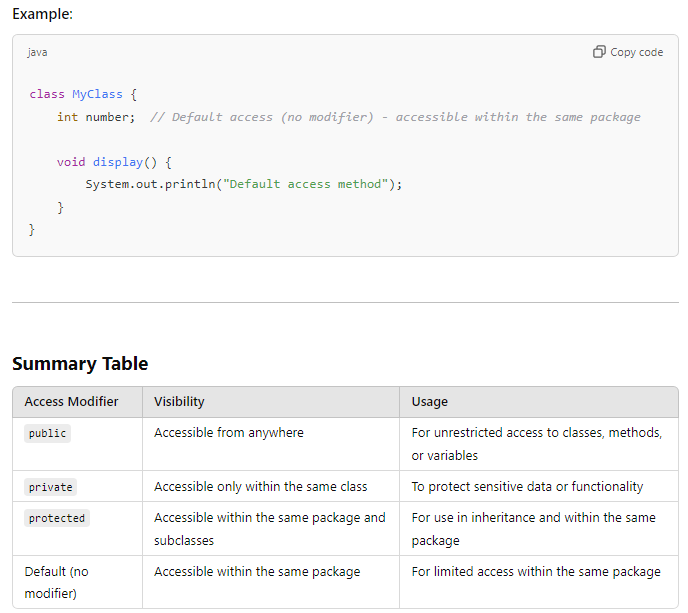 Example:
java
Copy code
class MyClass {
int number;  // Default access (no modifier) - accessible within the same package
void display() {
System.out.println("Default access method");
}
}
Summary Table
Access Modifier Visibility Usage
public Accessible from anywhere For unrestricted access to classes, methods,
or variables
private Accessible only within the same class To protect sensitive data or functionality
protected Accessible within the same package and For use in inheritance and within the same
subclasses package
Default (no Accessible within the same package For limited access within the same package
modifier)